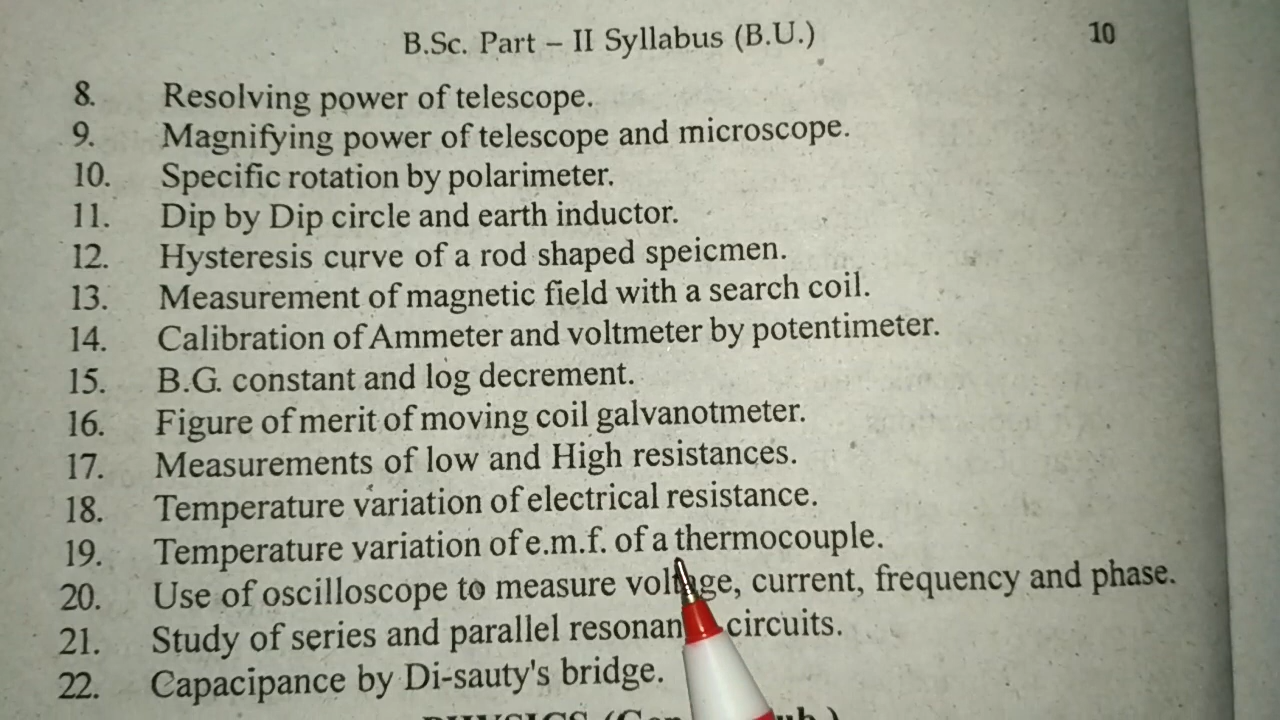 B.Sc. Part – II Syllabus (B.U.) 10
8. Resolving power of telescope.
9. Magnifying power of telescope and microscope.
10. Specific rotation by polarimeter.
11. Dip by Dip circle and earth inductor.
12. Hysteresis curve of a rod shaped speicmen.
13. Measurement of magnetic field with a search coil.
14. Calibration of Ammeter and voltmeter by potentimeter.
15. B.G. constant and log decrement.
16. Figure of merit of moving coil galvanotmeter.
17. Measurements of low and High resistances.
18. Temperature variation of electrical resistance.
19. Temperature variation of e.m.f. of a thermocouple.
20. Use of oscilloscope to measure voltage, current, frequency and phase.
21. Study of series and parallel resonant circuits.
22. Capacipance by Di-sauty's bridge.
PHYSICS